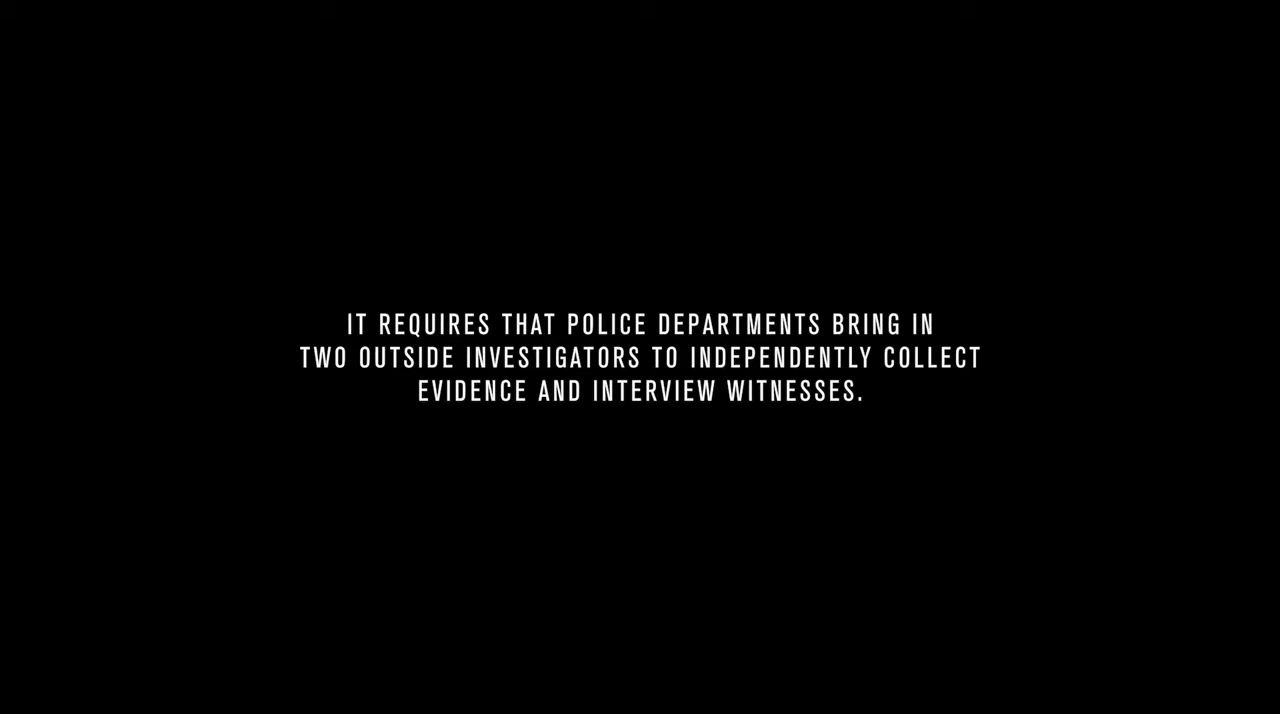 IT REQUIRES THAT POLICE DEPARTMENTS BRING IN
TWO OUTSIDE INVESTIGATORS TO INDEPENDENTLY COLLECT
EVIDENCE AND INTERVIEW WITNESSES.